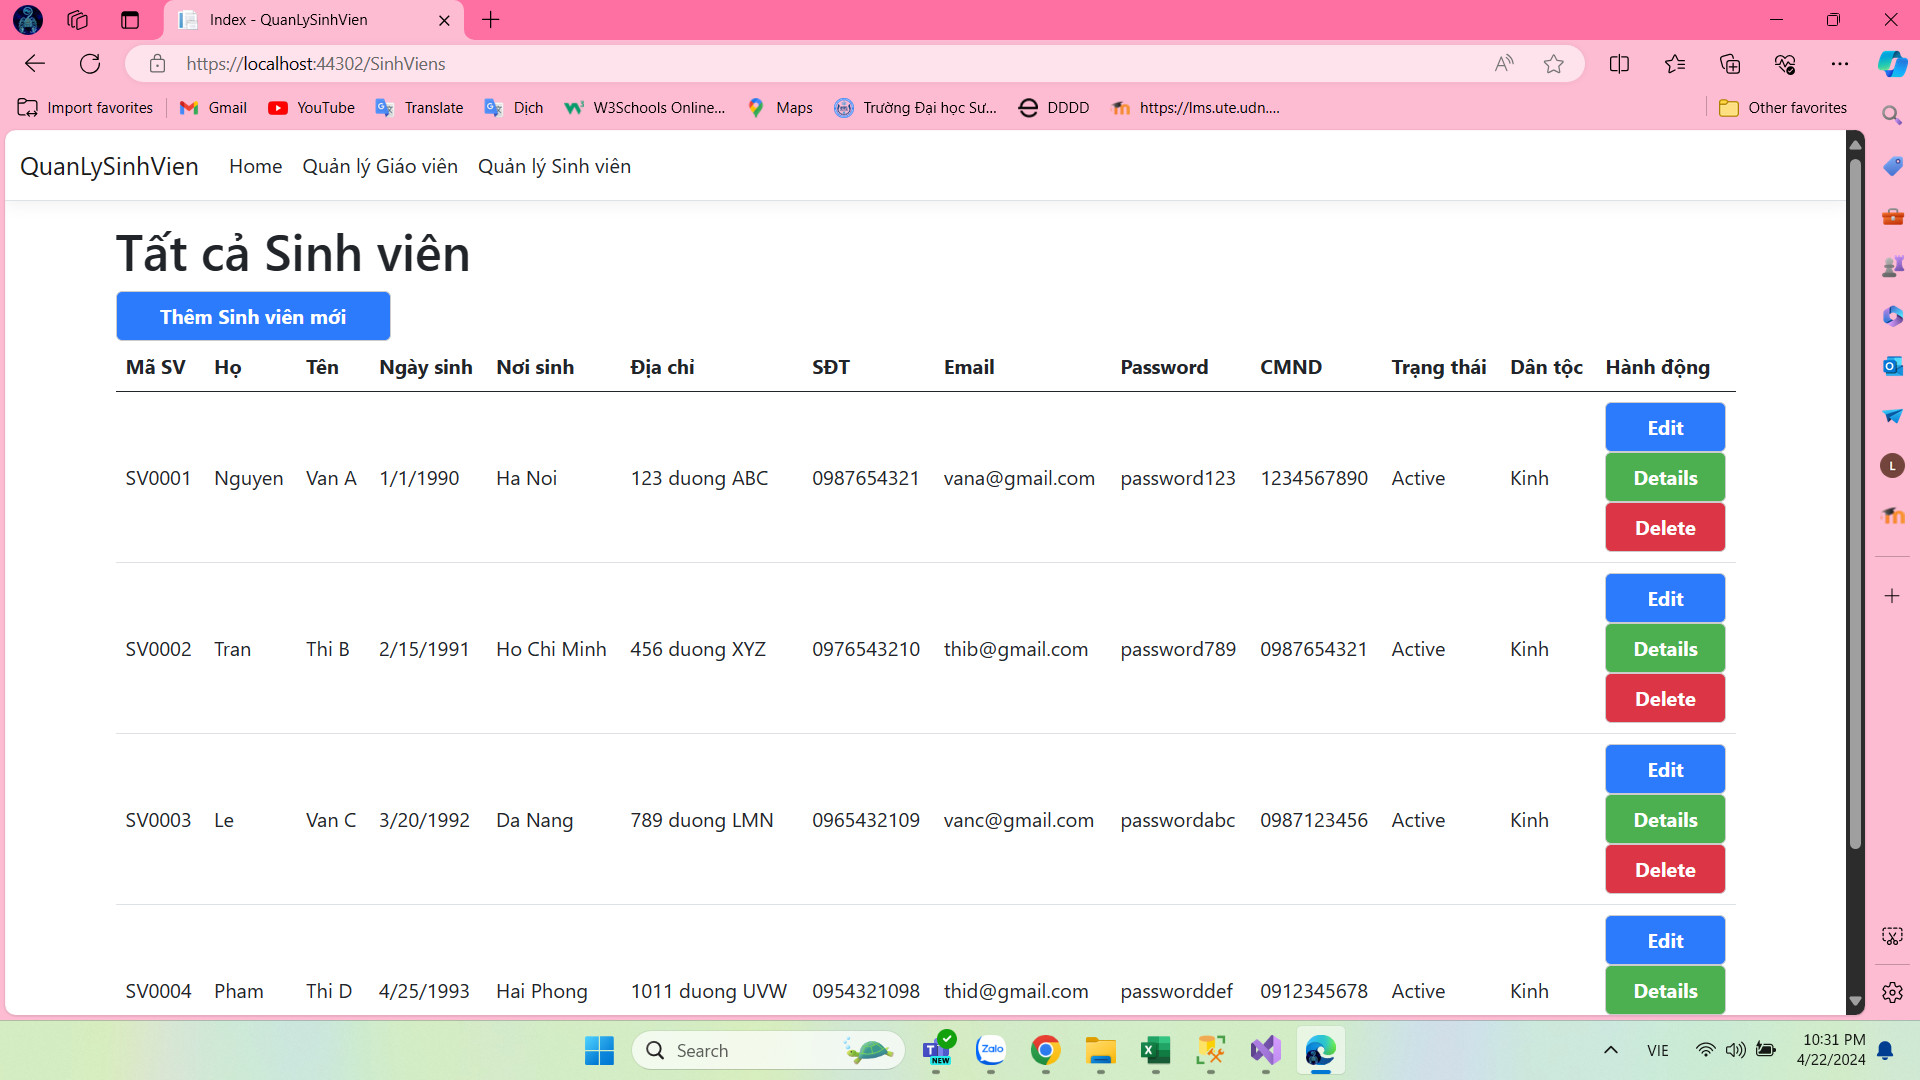 Index - QuanLySinhVien
https://localhost:44302/SinhViens
Import favorites Gmail YouTube Translate Dịch W3Schools Online... Maps Trường Đại học Sư... DDDD https://lms.ute.udn.... Other favorites
QuanLySinhVien Home Quản lý Giáo viên Quản lý Sinh viên
Tất cả Sinh viên
Thêm Sinh viên mới
Mã SV Họ Tên Ngày sinh Nơi sinh Địa chỉ SĐT Email Password CMND Trạng thái Dân tộc Hành động
Edit
SV0001 Nguyen Van A 1/1/1990 Ha Noi 123 duong ABC 0987654321 vana@gmail.com password123 1234567890 Active Kinh Details
Delete
Edit
SV0002 Tran Thi B 2/15/1991 Ho Chi Minh 456 duong XYZ 0976543210 thib@gmail.com password789 0987654321 Active Kinh Details
Delete
Edit
SV0003 Le Van C 3/20/1992 Da Nang 789 duong LMN 0965432109 vanc@gmail.com passwordabc 0987123456 Active Kinh Details
Delete
Edit
SV0004 Pham Thi D 4/25/1993 Hai Phong 1011 duong UVW 0954321098 thid@gmail.com passworddef 0912345678 Active Kinh Details
L
Search NEW Zalo VIE 10:31 PM
4/22/2024